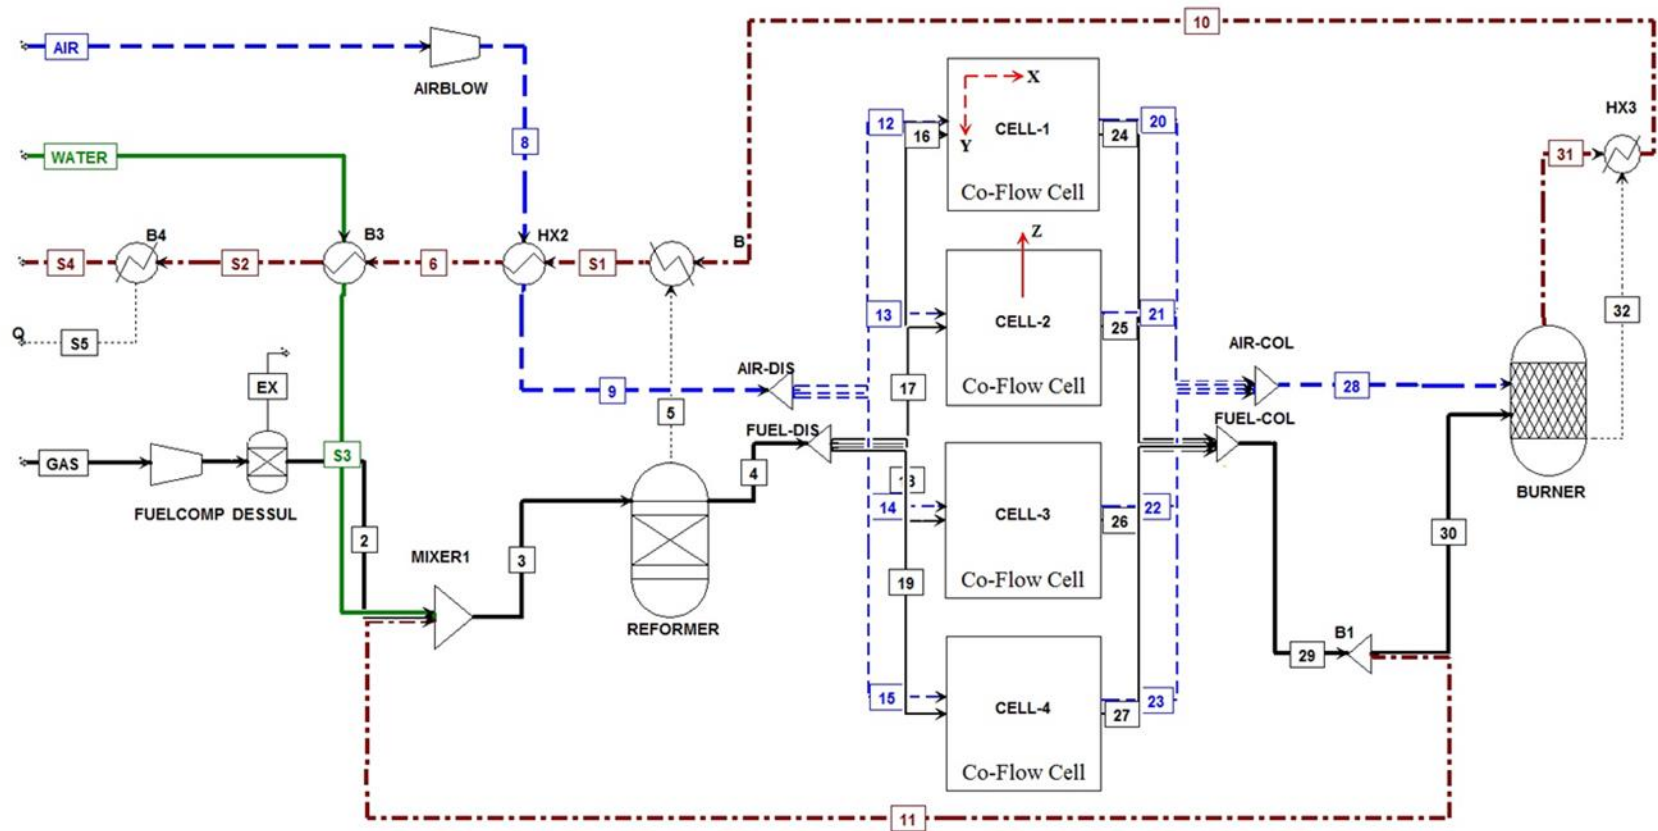 10
AIR
AIRBLOW
WATER
8
12
16
X
Y
CELL-1
Co-Flow Cell
24
20
HX3
31
S4
B4
S2
B3
6
HX2
S1
B
Z
32
Q
S5
13
CELL-2
Co-Flow Cell
21
25
AIR-COL
AIR-DIS
EX
9
5
17
28
FUEL-COL
FUEL-DIS
GAS
S3
4
BURNER
FUELCOMP
DESSUL
14
CELL-3
Co-Flow Cell
22
26
2
MIXER1
3
30
19
REFORMER
B1
29
15
CELL-4
Co-Flow Cell
23
27
11